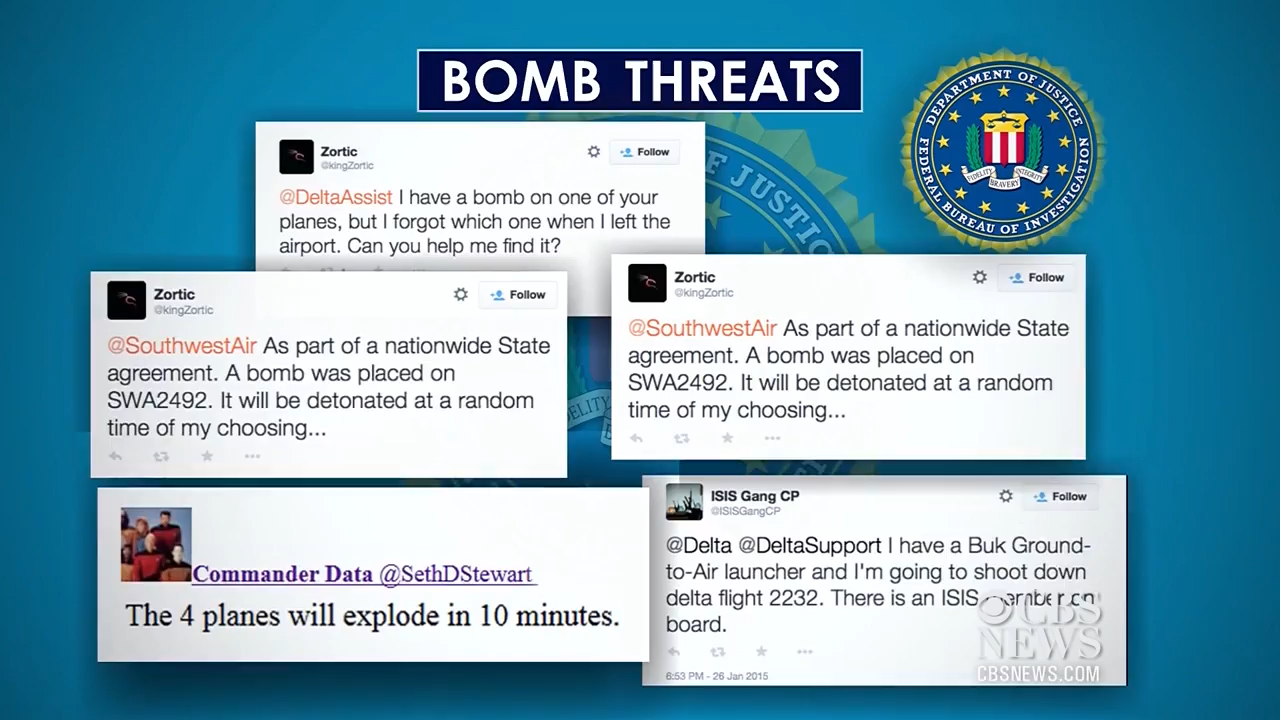 BOMB THREATS
DEPARTMENT OF JUSTICE
FEDERAL BUREAU OF INVESTIGATION
FIDELITY BRAVERY INTEGRITY
Zortic
@kingZortic
Follow
@DeltaAssist I have a bomb on one of your
planes, but I forgot which one when I left the
airport. Can you help me find it?
Zortic
@kingZortic
Follow
@SouthwestAir As part of a nationwide State
agreement. A bomb was placed on
SWA2492. It will be detonated at a random
time of my choosing...
Zortic
@kingZortic
Follow
@SouthwestAir As part of a nationwide State
agreement. A bomb was placed on
SWA2492. It will be detonated at a random
time of my choosing...
Commander Data @SethDStewart
The 4 planes will explode in 10 minutes.
ISIS Gang CP
@ISISGangCP
Follow
@Delta @DeltaSupport I have a Buk Ground-
to-Air launcher and I'm going to shoot down
delta flight 2232. There is an ISIS member on
board.
6:53 PM - 26 Jan 2015
CBS
NEWS
CBSNEWS.COM